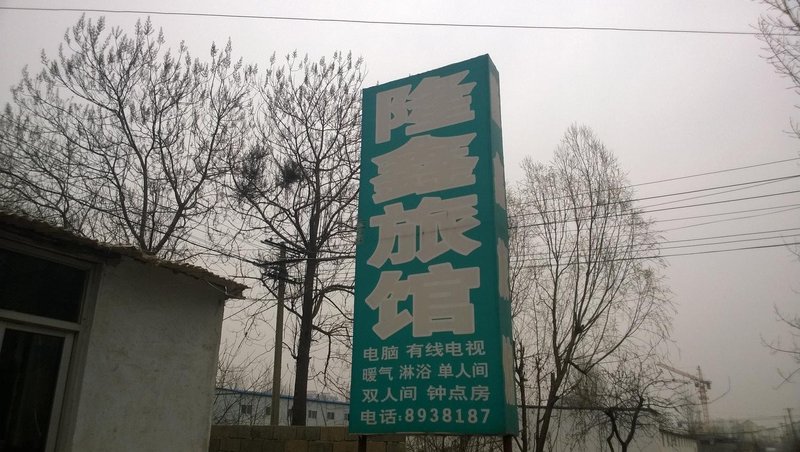 隆鑫旅馆
电脑 有线电视
暖气 淋浴 单人间
双人间 钟点房
电话:8938187